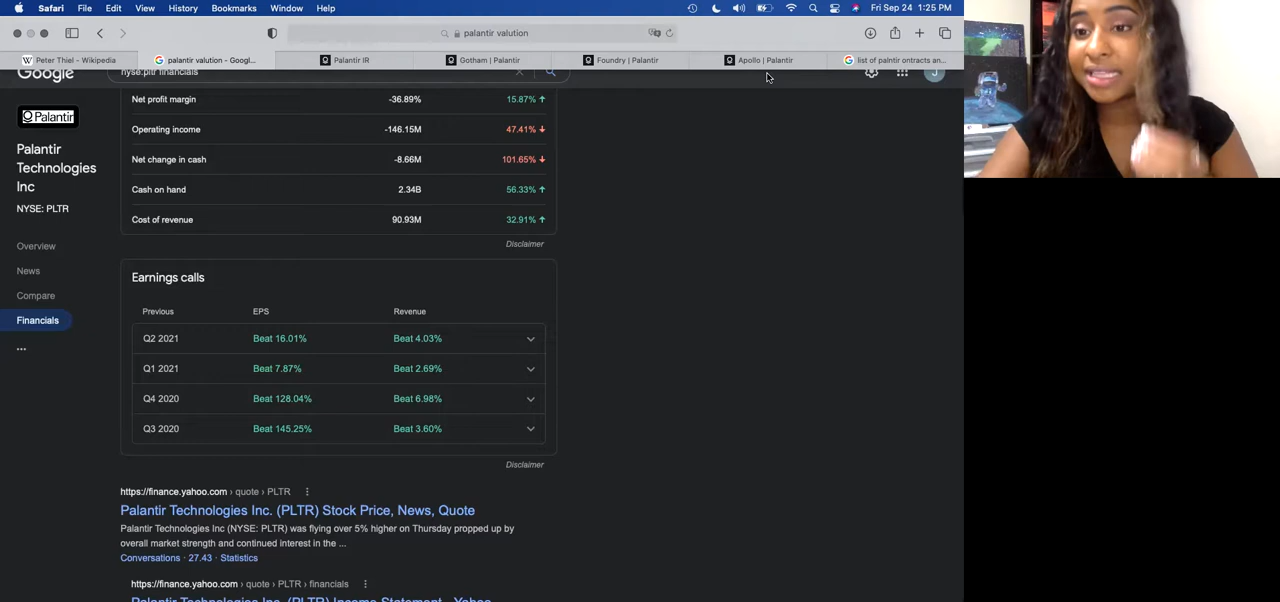 Safari File Edit View History Bookmarks Window Help Fri Sep 24 1:25 PM
palantir valution
Peter Thiel - Wikipedia palantir valution - Googl... Palantir IR Gotham | Palantir Foundry | Palantir Apollo | Palantir list of palntir ontracts an...
Google nyse:pltr financials J
Palantir
Palantir
Technologies
Inc
NYSE: PLTR
Overview
News
Compare
Financials
Net profit margin -36.89% 15.87%
Operating income -146.15M 47.41%
Net change in cash -8.66M 101.65%
Cash on hand 2.34B 56.33%
Cost of revenue 90.93M 32.91%
Disclaimer
Earnings calls
Previous EPS Revenue
Q2 2021 Beat 16.01% Beat 4.03%
Q1 2021 Beat 7.87% Beat 2.69%
Q4 2020 Beat 128.04% Beat 6.98%
Q3 2020 Beat 145.25% Beat 3.60%
Disclaimer
https://finance.yahoo.com › quote › PLTR
Palantir Technologies Inc. (PLTR) Stock Price, News, Quote
Palantir Technologies Inc (NYSE: PLTR) was flying over 5% higher on Thursday propped up by
overall market strength and continued interest in the ...
Conversations · 27.43 · Statistics
https://finance.yahoo.com › quote › PLTR › financials
Palantir Technologies Inc. (PLTR) Income Statement - Yahoo